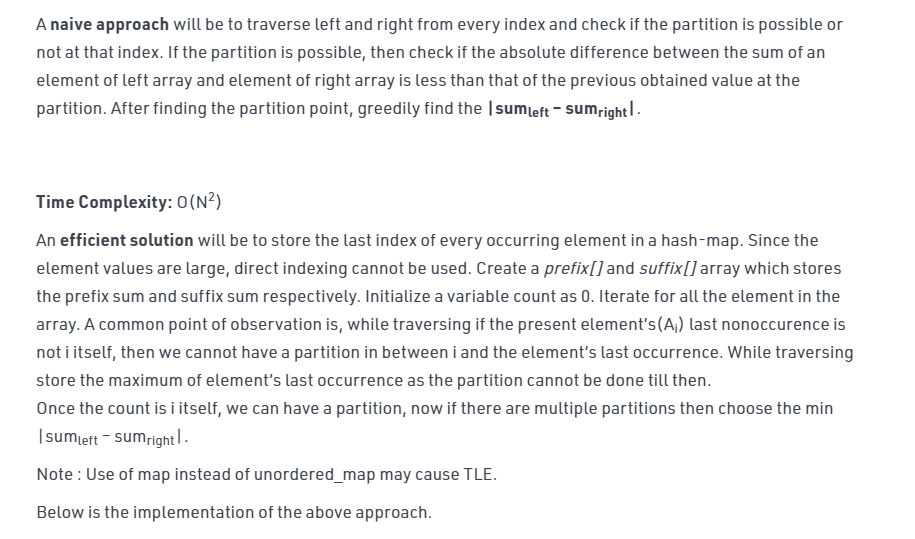 A naive approach will be to traverse left and right from every index and check if the partition is possible or
not at that index. If the partition is possible, then check if the absolute difference between the sum of an
element of left array and element of right array is less than that of the previous obtained value at the
partition. After finding the partition point, greedily find the |sumleft – sumright|.
Time Complexity: O(N²)
An efficient solution will be to store the last index of every occurring element in a hash-map. Since the
element values are large, direct indexing cannot be used. Create a prefix[] and suffix[] array which stores
the prefix sum and suffix sum respectively. Initialize a variable count as 0. Iterate for all the element in the
array. A common point of observation is, while traversing if the present element's(Ai) last nonoccurence is
not i itself, then we cannot have a partition in between i and the element's last occurrence. While traversing
store the maximum of element's last occurrence as the partition cannot be done till then.
Once the count is i itself, we can have a partition, now if there are multiple partitions then choose the min
|sumleft – sumright|.
Note : Use of map instead of unordered_map may cause TLE.
Below is the implementation of the above approach.